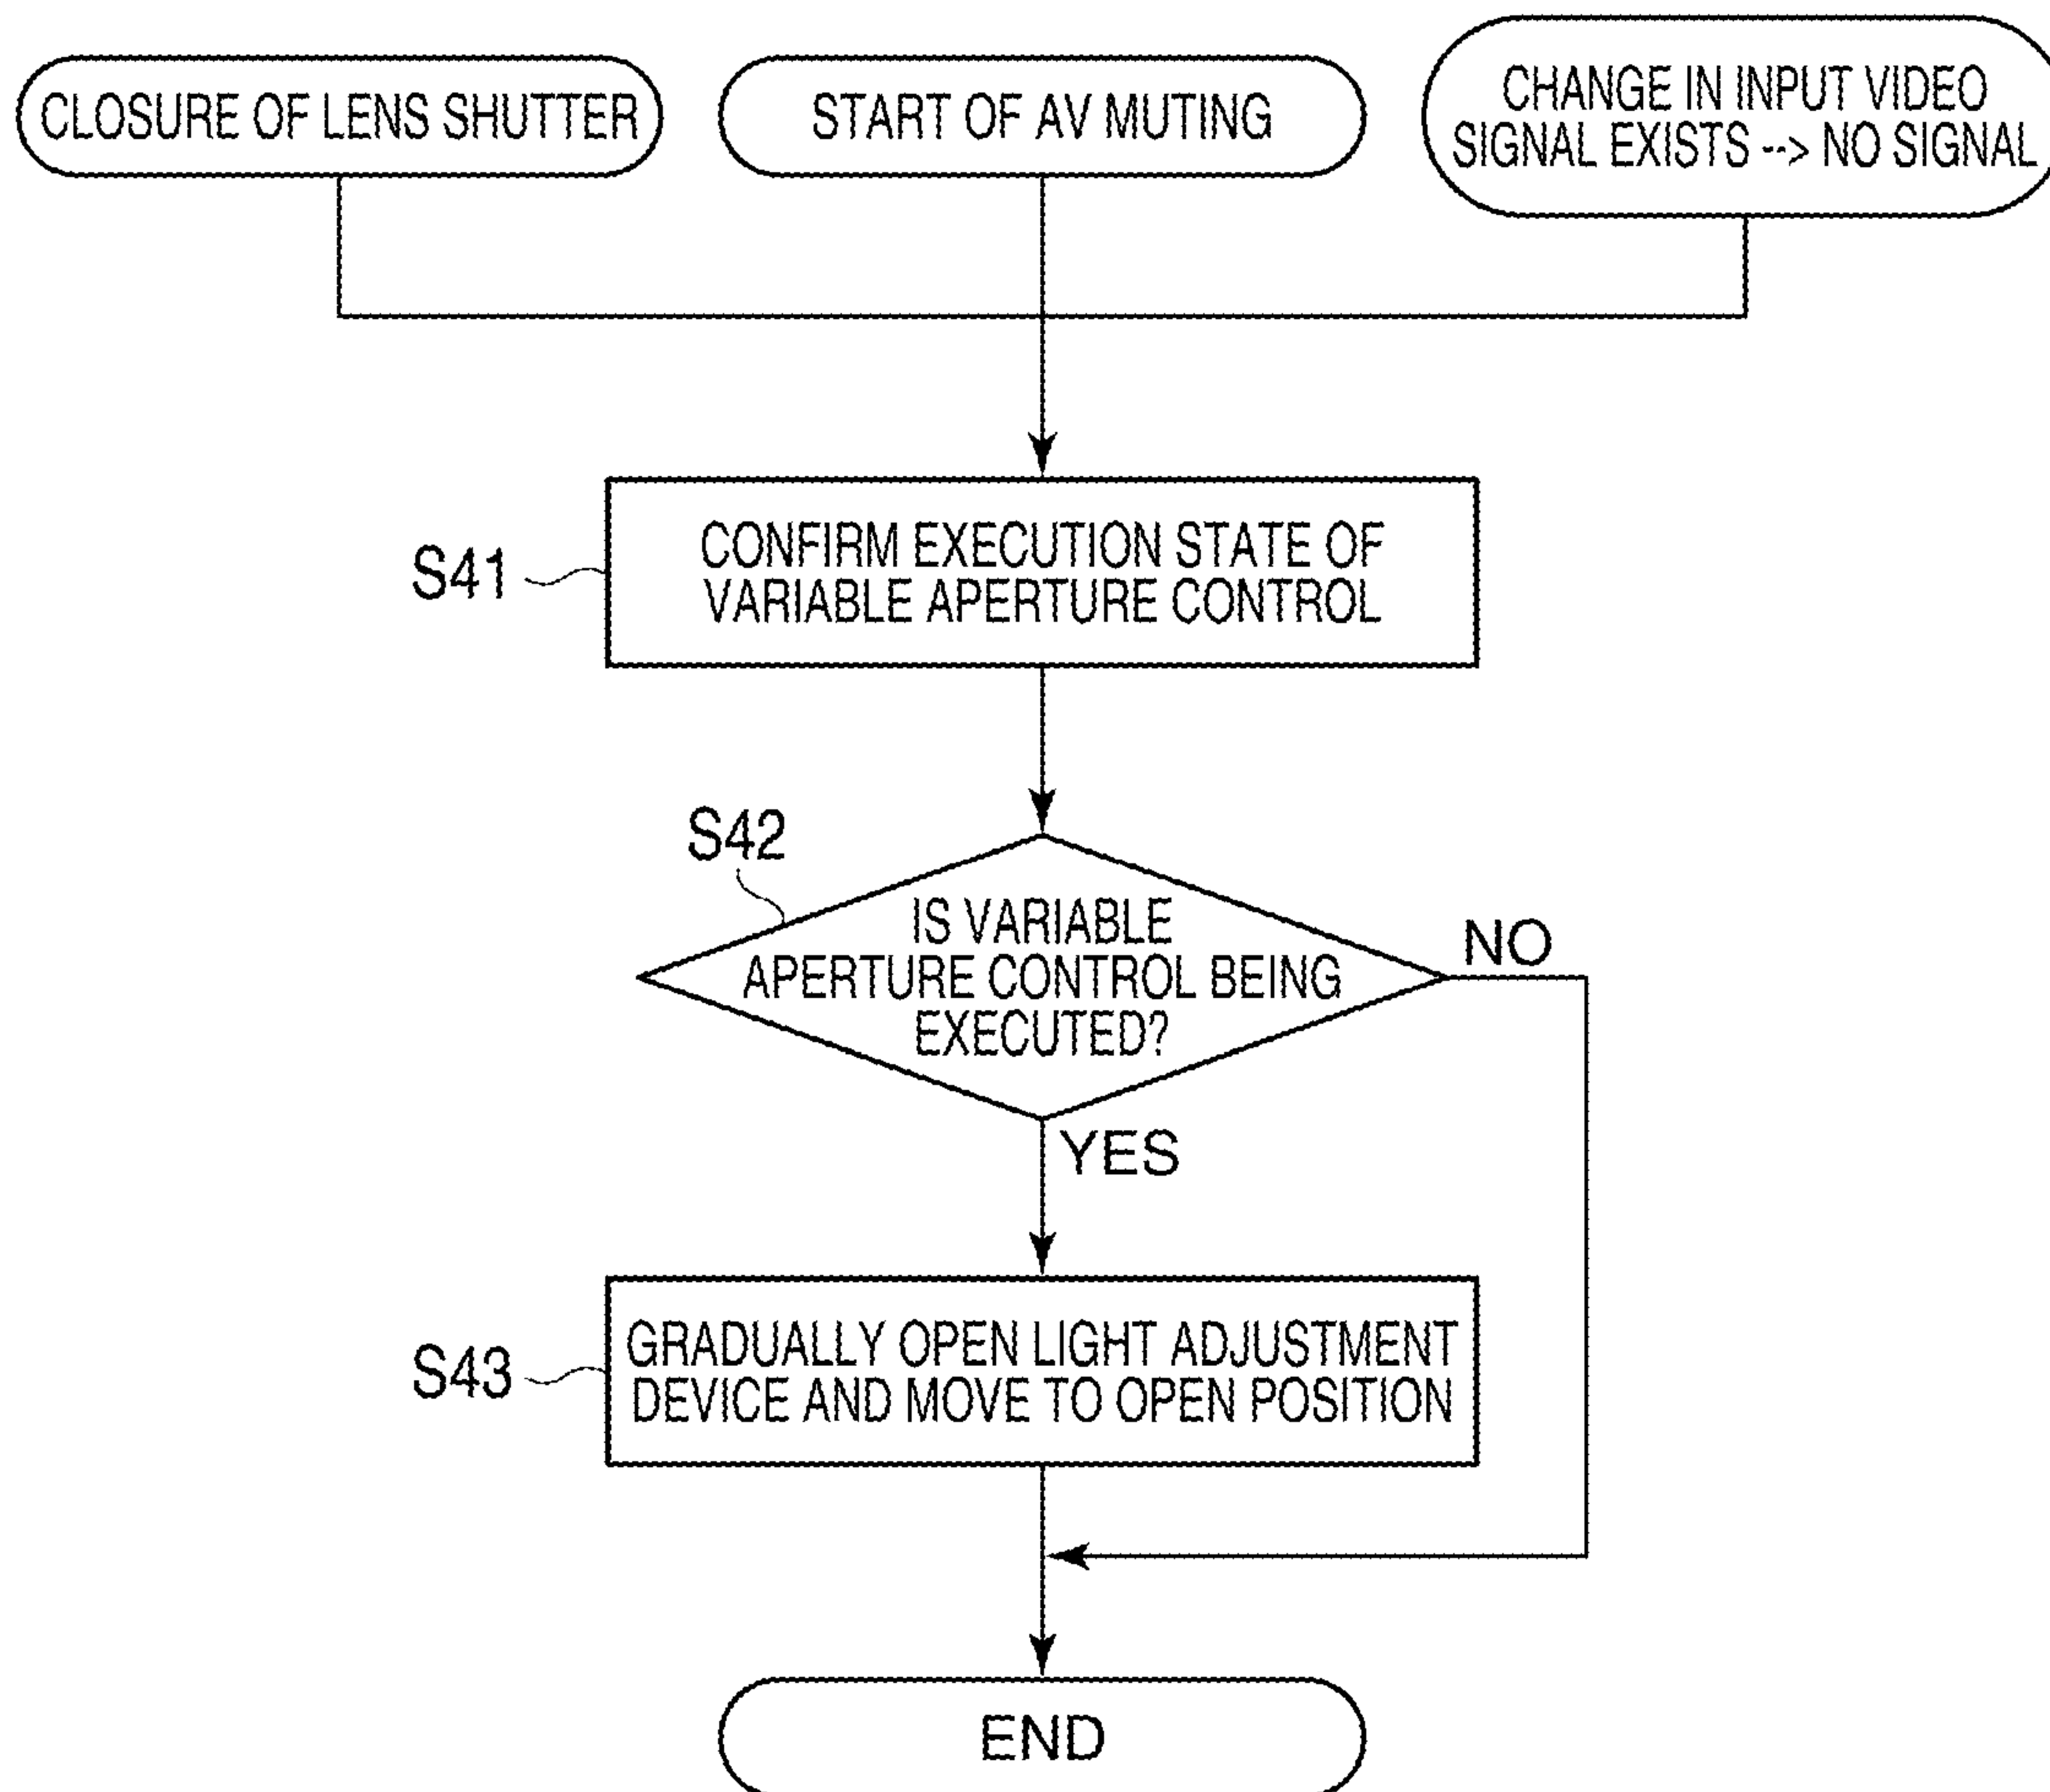 CLOSURE OF LENS SHUTTER
START OF AV MUTING
CHANGE IN INPUT VIDEO
SIGNAL EXISTS --> NO SIGNAL
S41
CONFIRM EXECUTION STATE OF
VARIABLE APERTURE CONTROL
S42
IS VARIABLE
APERTURE CONTROL BEING
EXECUTED?
NO
YES
S43
GRADUALLY OPEN LIGHT ADJUSTMENT
DEVICE AND MOVE TO OPEN POSITION
END